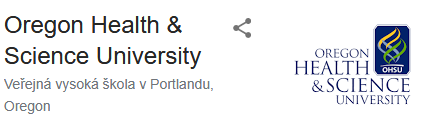 Oregon Health &
Science University
Veřejná vysoká škola v Portlandu,
Oregon
OHSU
OREGON
HEALTH
&SCIENCE
UNIVERSITY